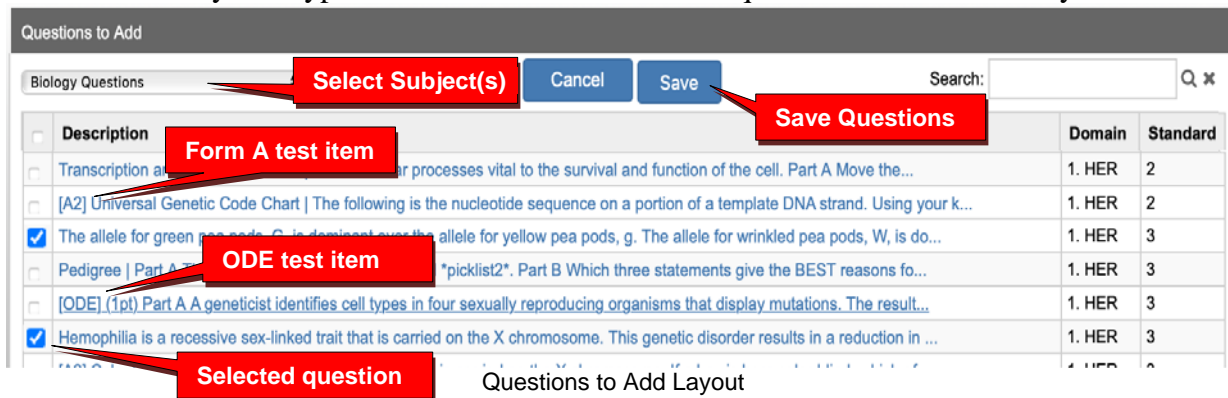 Questions to Add
Biology Questions Select Subject(s) Cancel Save Search:
Save Questions
Description Domain Standard
Form A test item
Transcription processes vital to the survival and function of the cell. Part A Move the... 1. HER 2
[A2] Universal Genetic Code Chart | The following is the nucleotide sequence on a portion of a template DNA strand. Using your k... 1. HER 2
The allele for green pea pods, G, is dominant over the allele for yellow pea pods, g. The allele for wrinkled pea pods, W, is do... 1. HER 3
ODE test item
Pedigree | Part A *picklist2*. Part B Which three statements give the BEST reasons fo... 1. HER 3
[ODE] (1pt) Part A A geneticist identifies cell types in four sexually reproducing organisms that display mutations. The result... 1. HER 3
Hemophilia is a recessive sex-linked trait that is carried on the X chromosome. This genetic disorder results in a reduction in ... 1. HER 3
Selected question
Questions to Add Layout